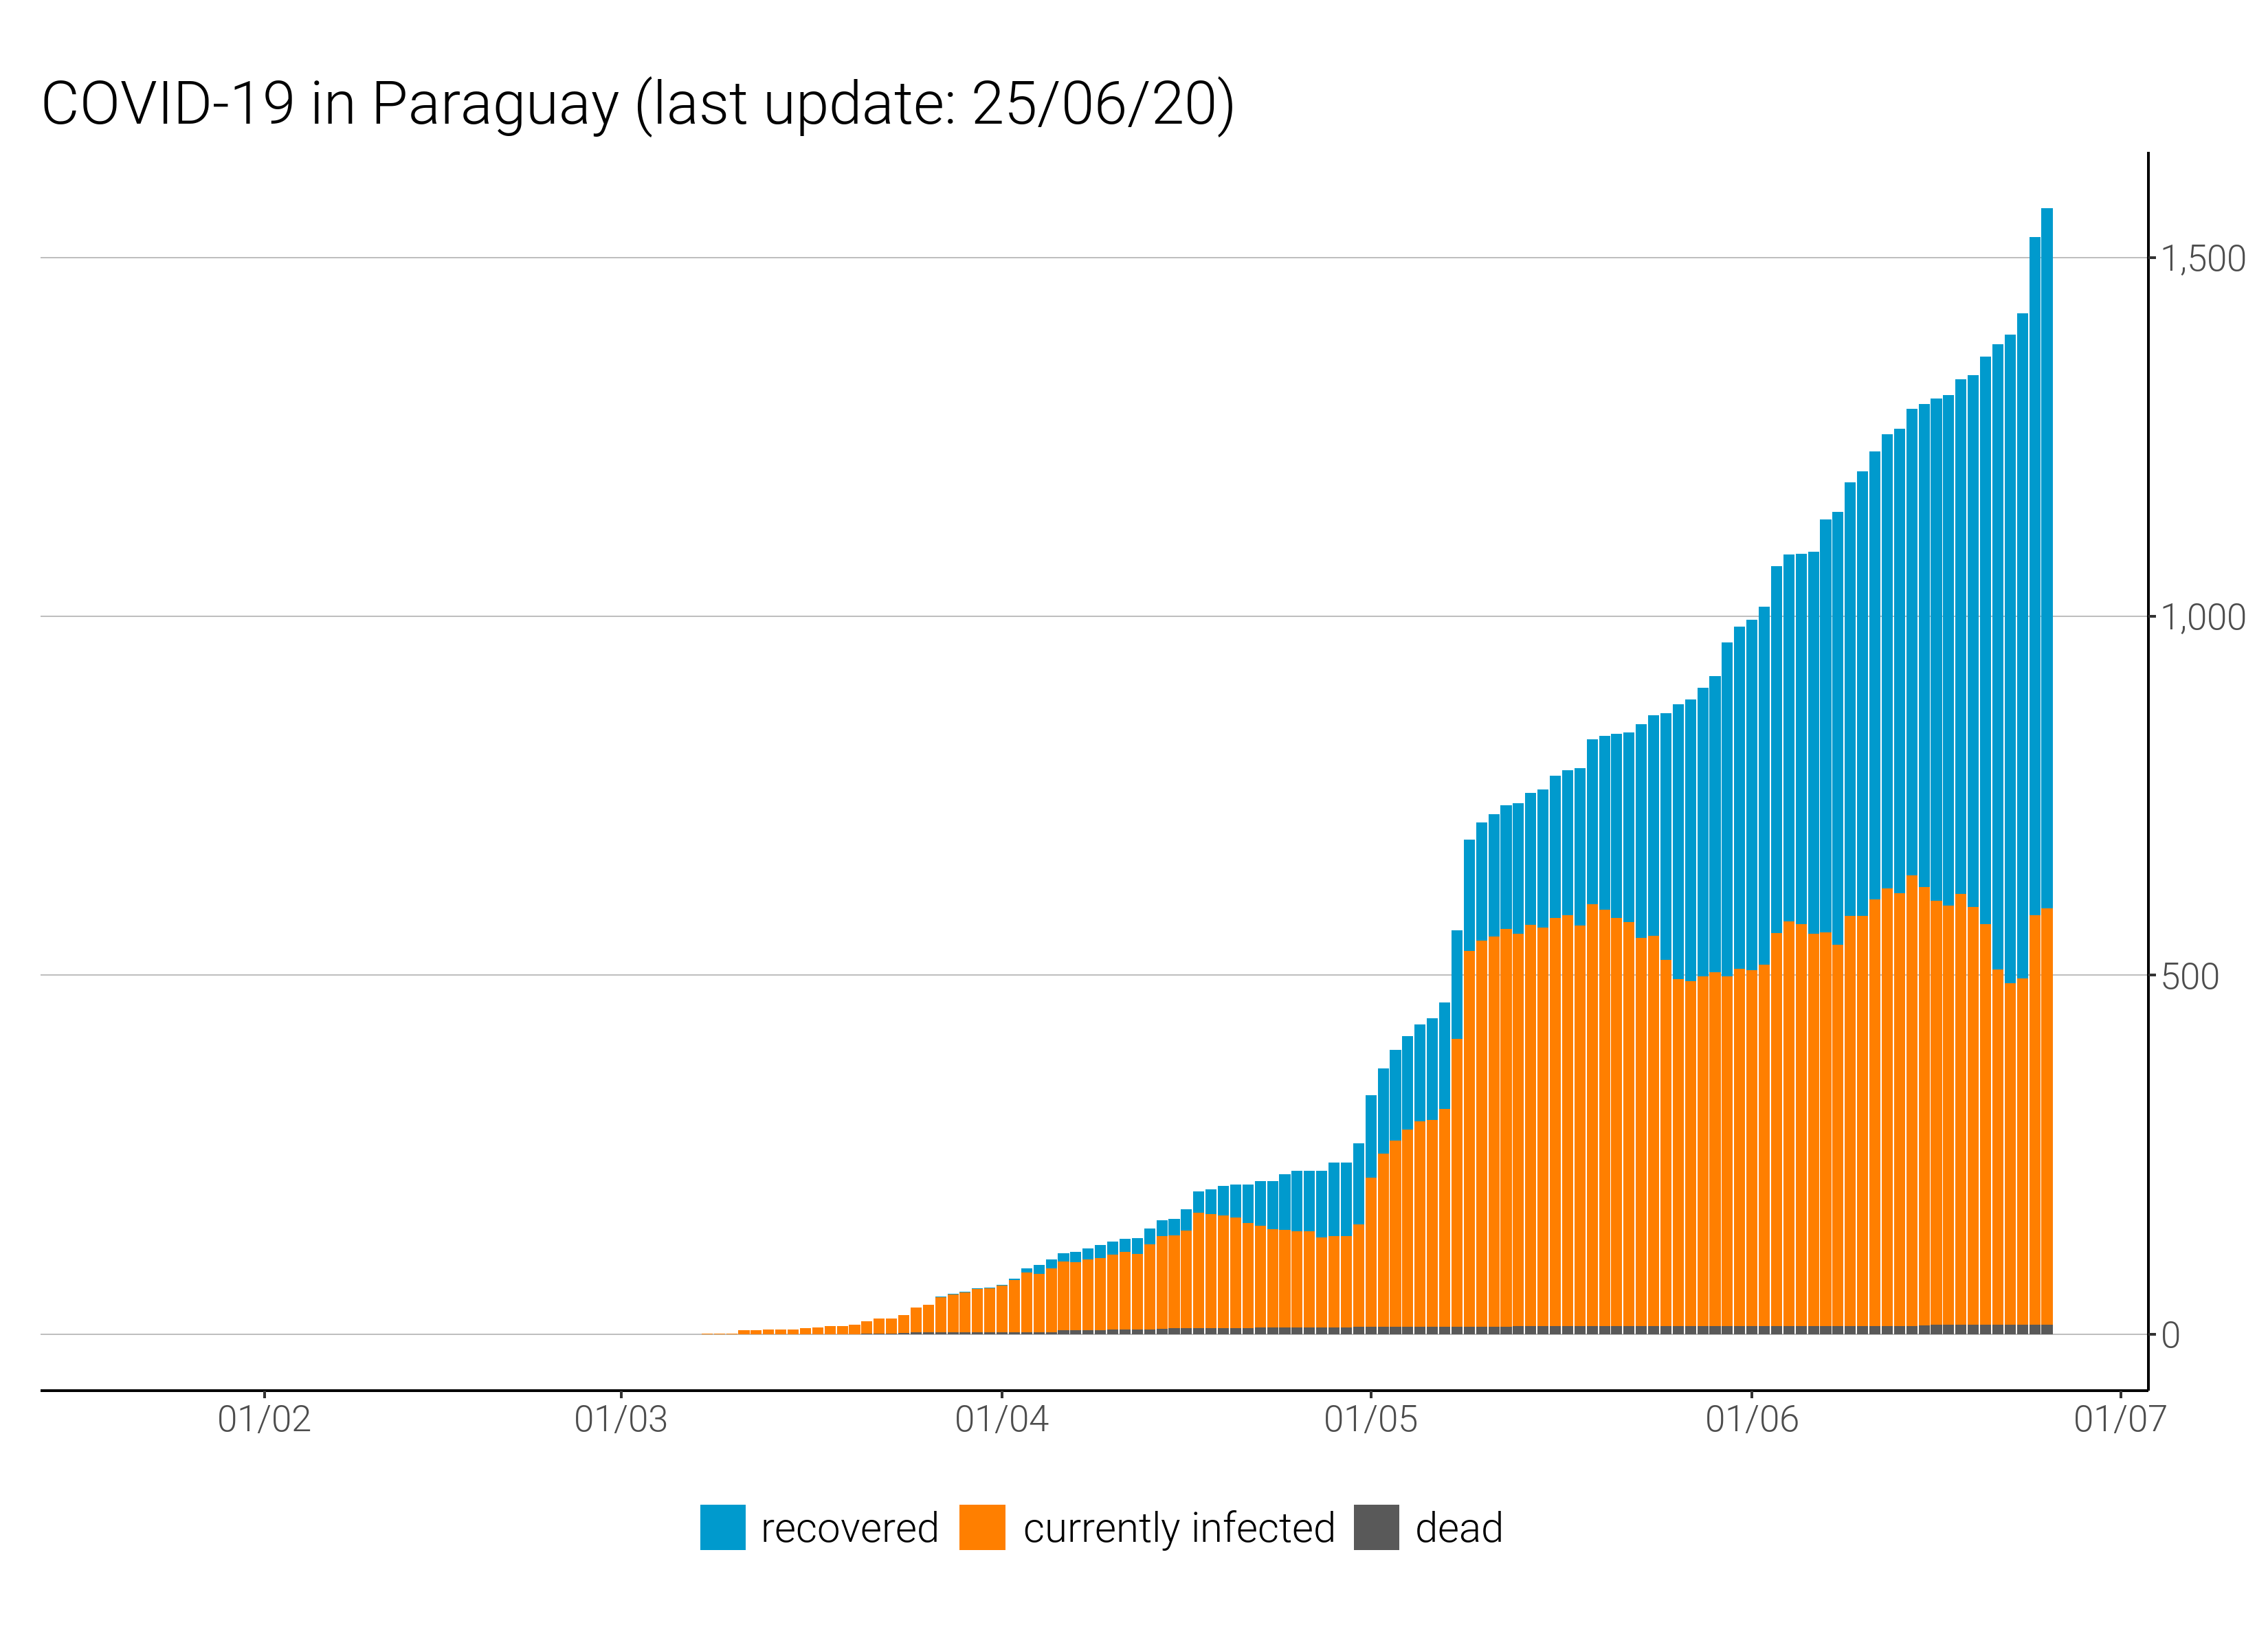 COVID-19 in Paraguay (last update: 25/06/20)
1,500
1,000
500
0
01/02 01/03 01/04 01/05 01/06 01/07
recovered currently infected dead